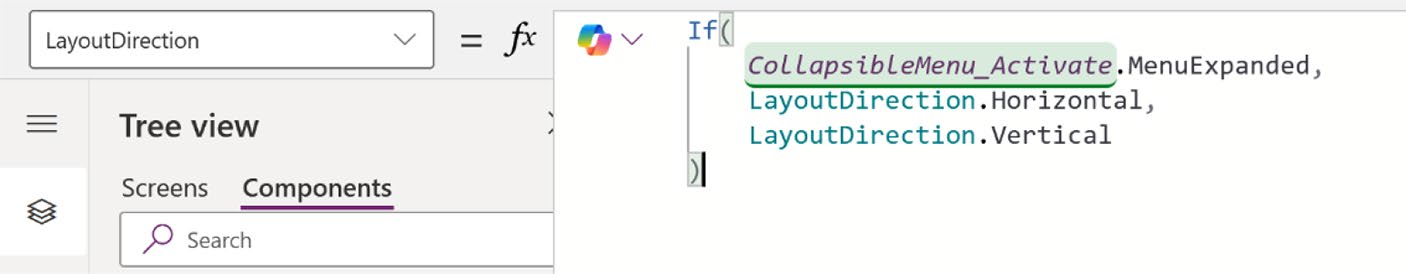 LayoutDirection
= fx
If(
CollapsibleMenu_Activate.MenuExpanded,
LayoutDirection.Horizontal,
LayoutDirection.Vertical
)
Tree view
Screens Components
Search